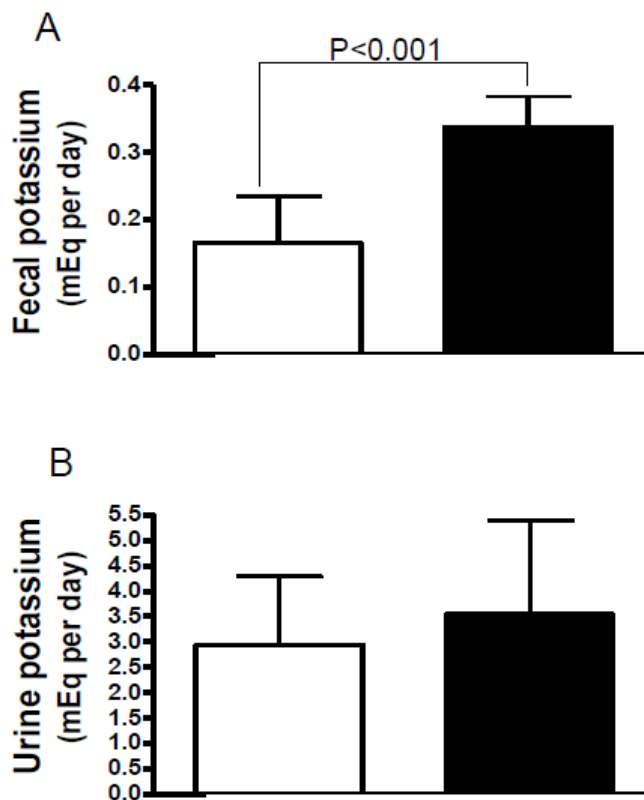 A
P<0.001
Fecal potassium
(mEq per day)
0.4
0.3
0.2
0.1
0.0
B
Urine potassium
(mEq per day)
5.5
5.0
4.5
4.0
3.5
3.0
2.5
2.0
1.5
1.0
0.5
0.0